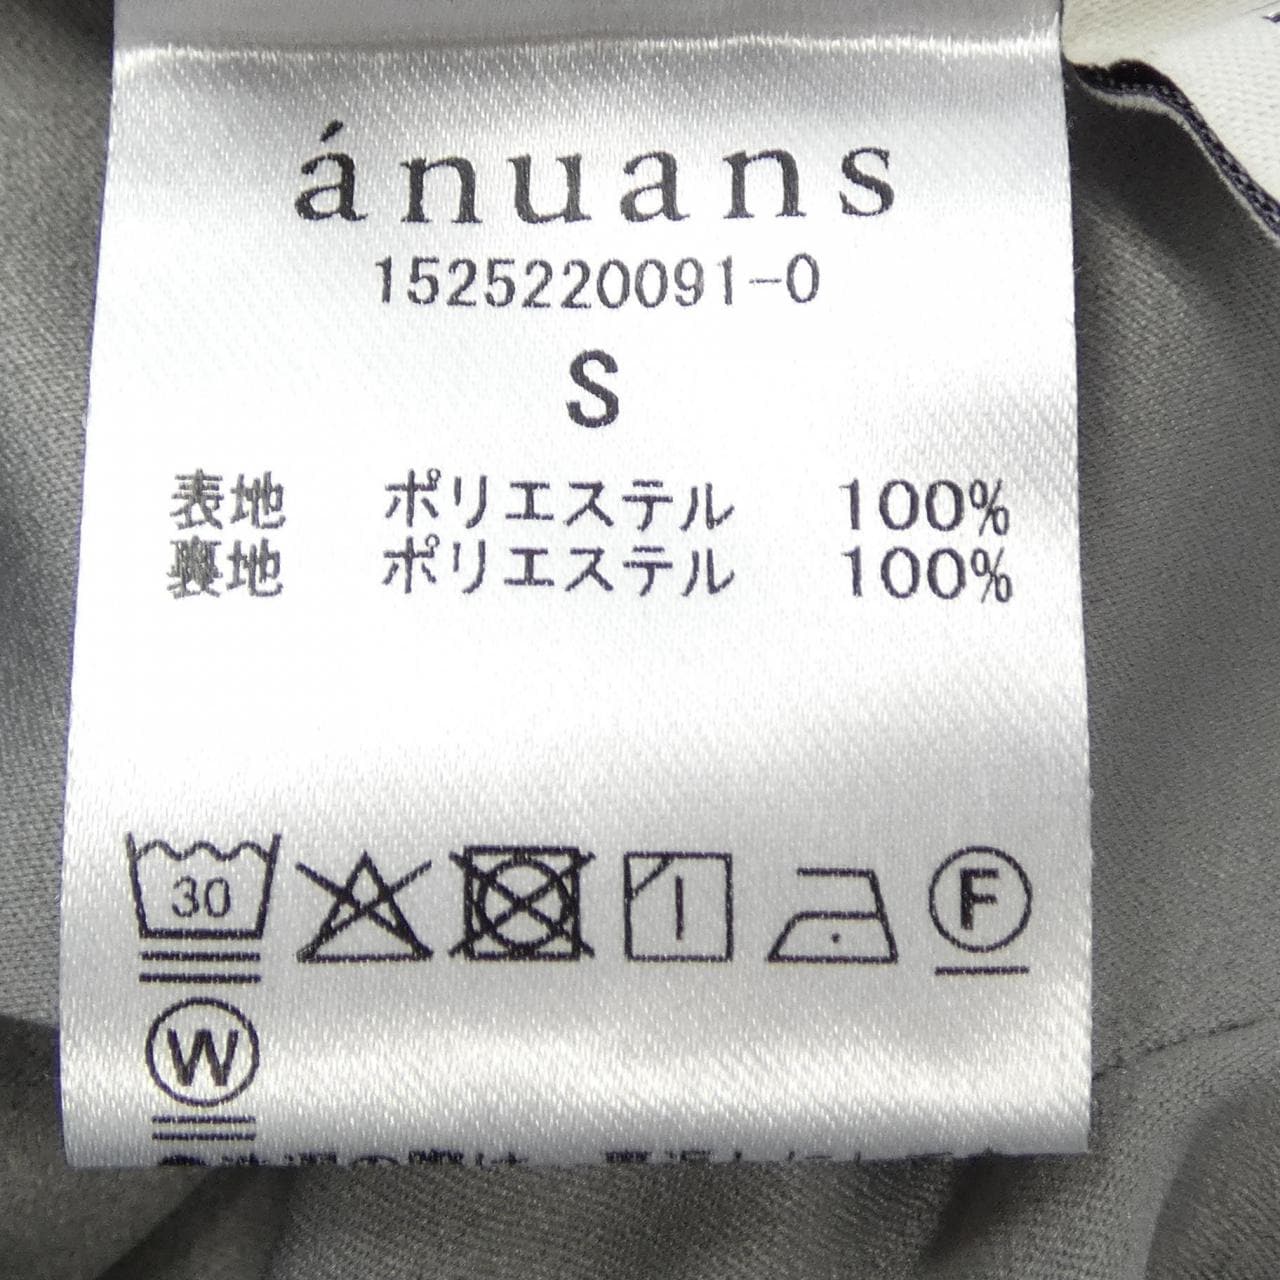 ánuans
1525220091-0
S
表地 ポリエステル 100%
裏地 ポリエステル 100%
30
F
W